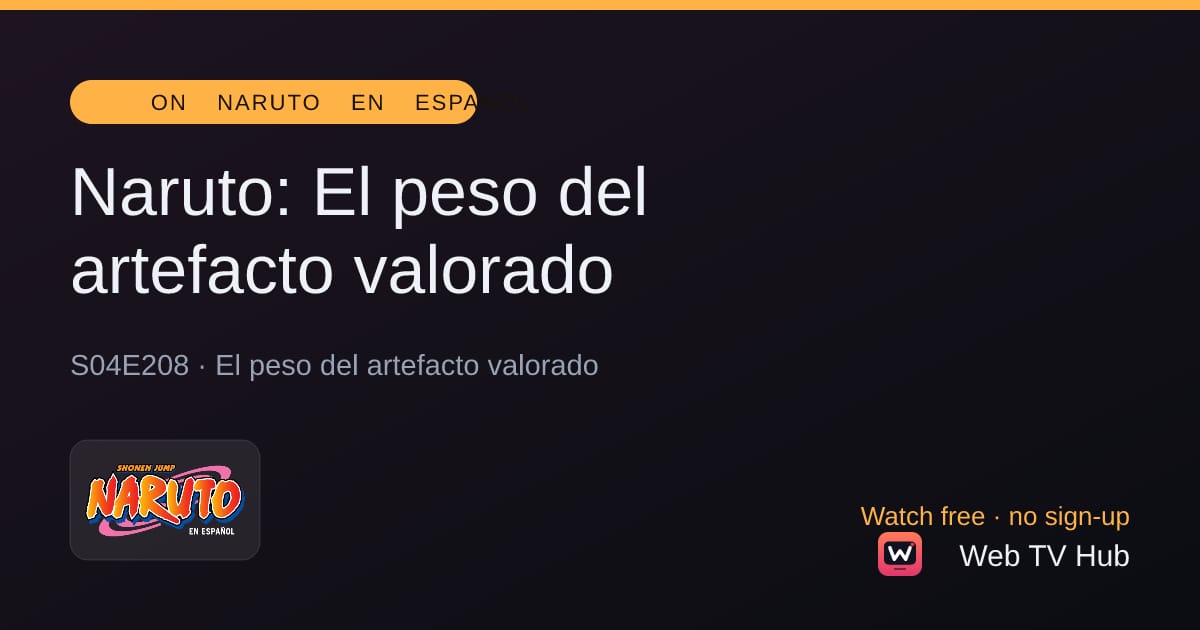 ON NARUTO EN ESPA
Naruto: El peso del
artefacto valorado
S04E208 · El peso del artefacto valorado
SHONEN JUMP
NARUTO
EN ESPAÑOL
Watch free · no sign-up
Web TV Hub